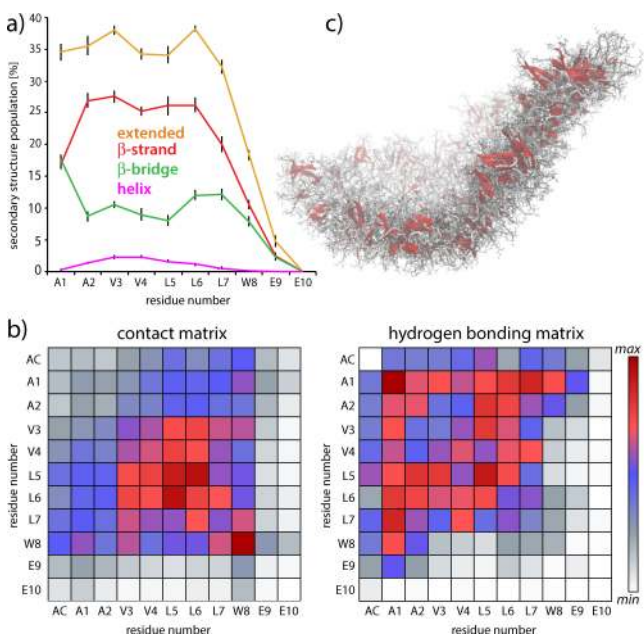 a)
c)
secondary structure population [%]
40
35
30
25
20
15
10
5
0
extended
β-strand
β-bridge
helix
A1 A2 V3 V4 L5 L6 L7 W8 E9 E10
residue number
b)
contact matrix
hydrogen bonding matrix
max
min
residue number
AC
A1
A2
V3
V4
L5
L6
L7
W8
E9
E10
AC A1 A2 V3 V4 L5 L6 L7 W8 E9 E10
residue number
residue number
AC
A1
A2
V3
V4
L5
L6
L7
W8
E9
E10
AC A1 A2 V3 V4 L5 L6 L7 W8 E9 E10
residue number